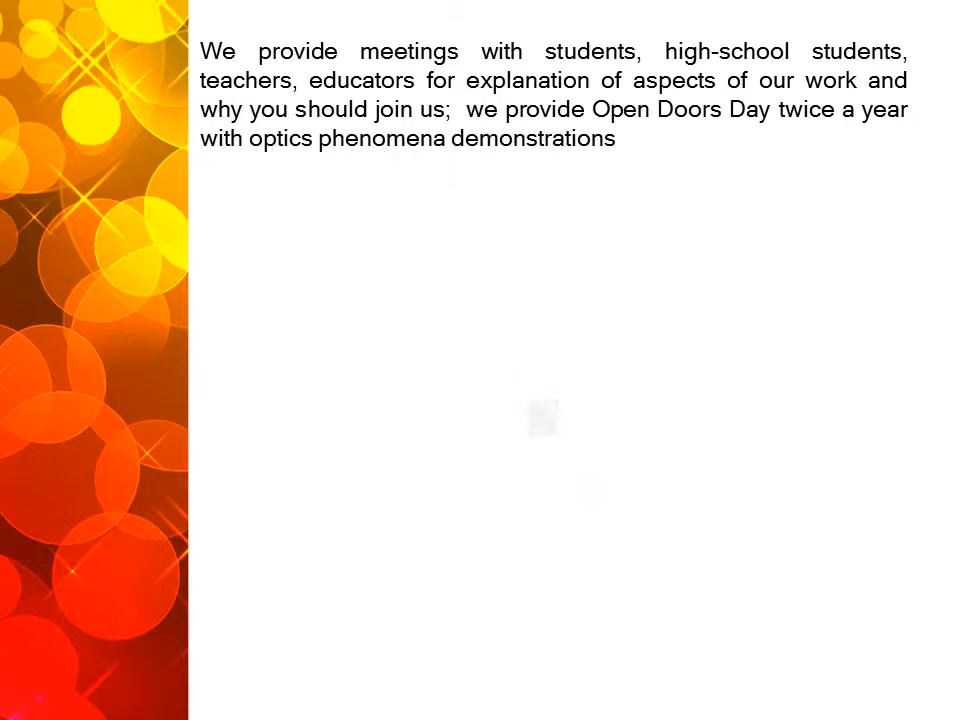 We provide meetings with students, high-school students,
teachers, educators for explanation of aspects of our work and
why you should join us;  we provide Open Doors Day twice a year
with optics phenomena demonstrations